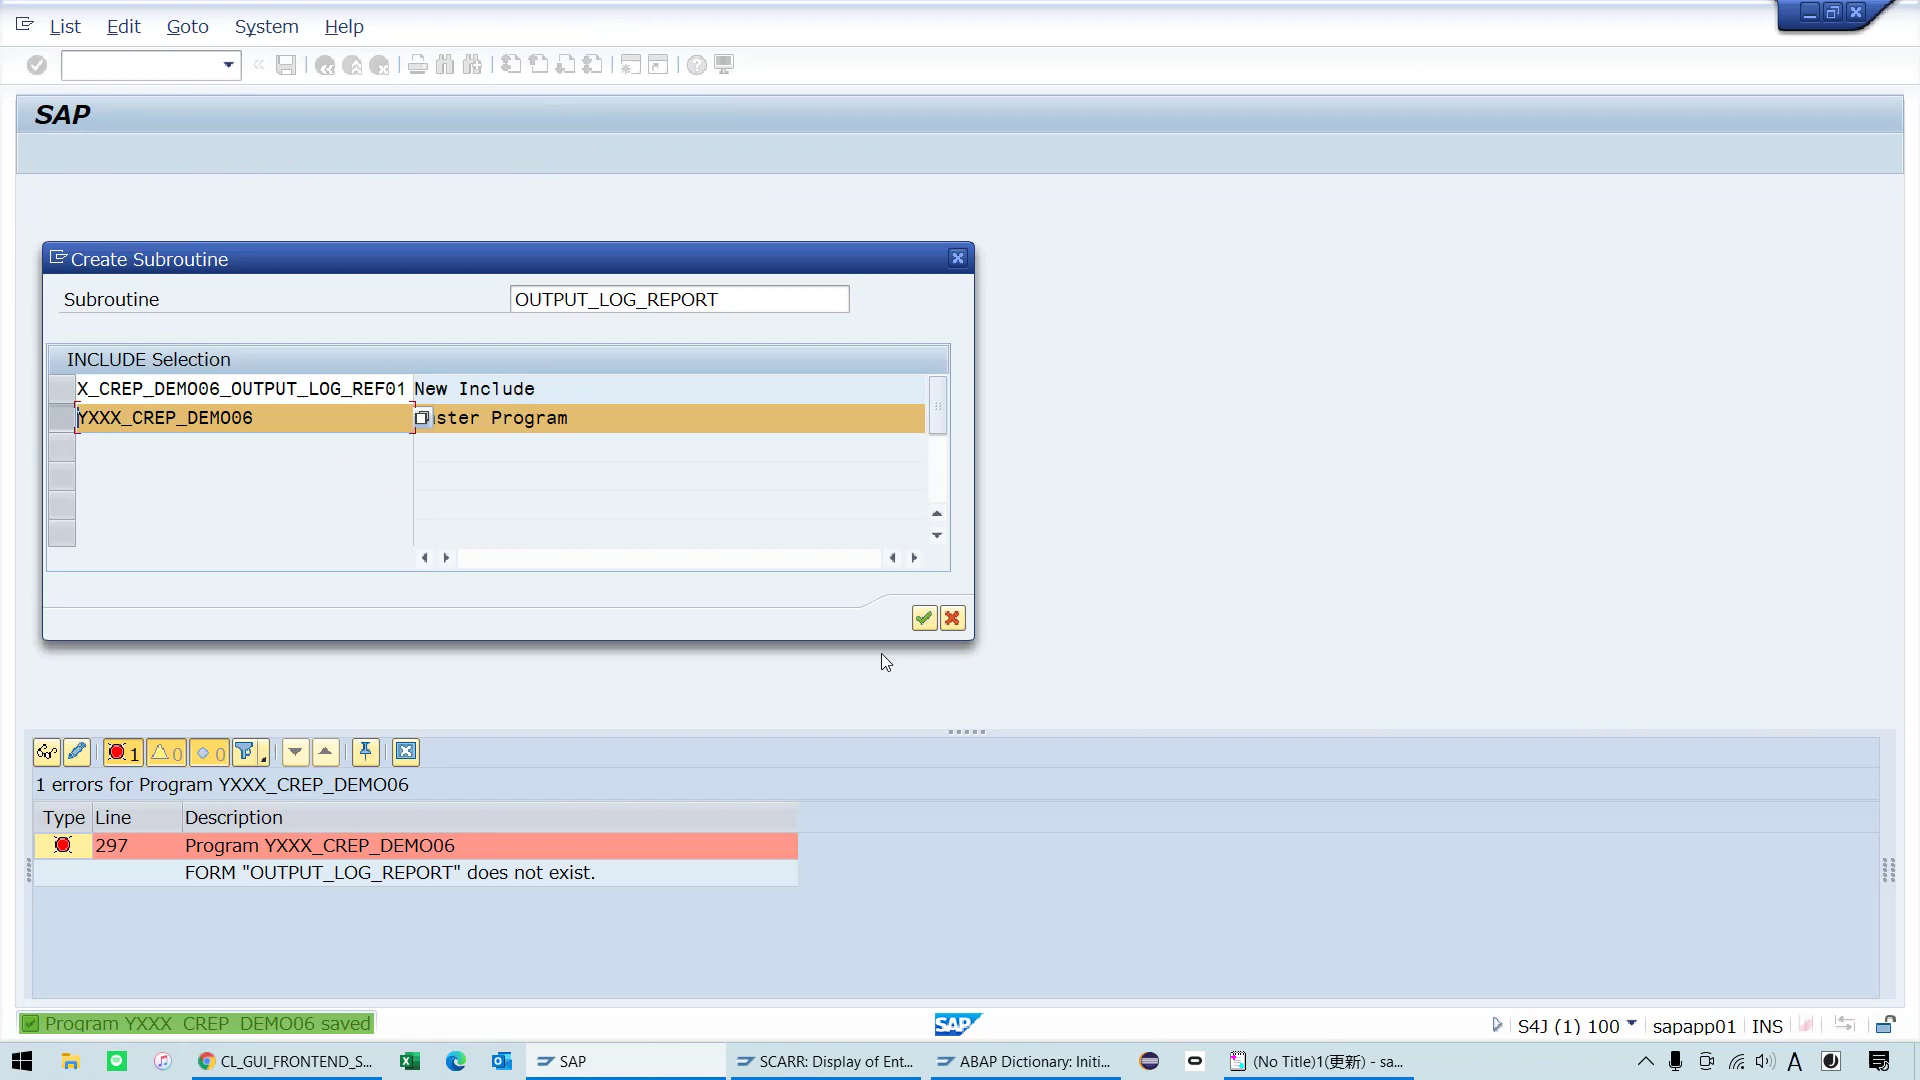 List Edit Goto System Help
SAP
Create Subroutine
Subroutine OUTPUT_LOG_REPORT
INCLUDE Selection
X_CREP_DEMO06_OUTPUT_LOG_REF01 New Include
YXXX_CREP_DEMO06 ster Program
1 0 0
1 errors for Program YXXX_CREP_DEMO06
Type Line Description
297 Program YXXX_CREP_DEMO06
FORM "OUTPUT_LOG_REPORT" does not exist.
Program YXXX_CREP_DEMO06 saved
SAP
S4J (1) 100 sapapp01 INS
CL_GUI_FRONTEND_S... SAP SCARR: Display of Ent... ABAP Dictionary: Initi... (No Title)1(更新) - sa... A